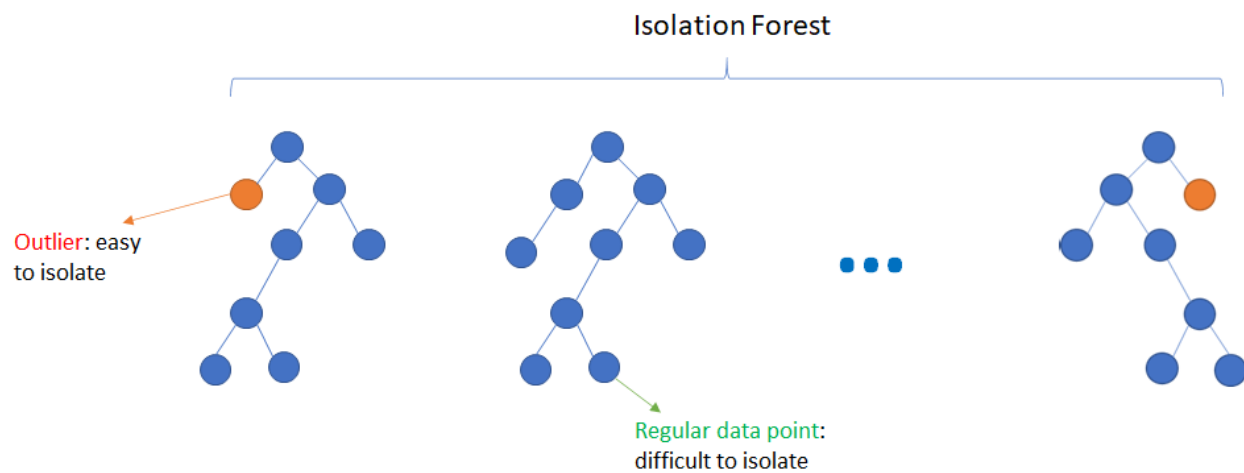 Isolation Forest
Outlier: easy
to isolate
Regular data point:
difficult to isolate